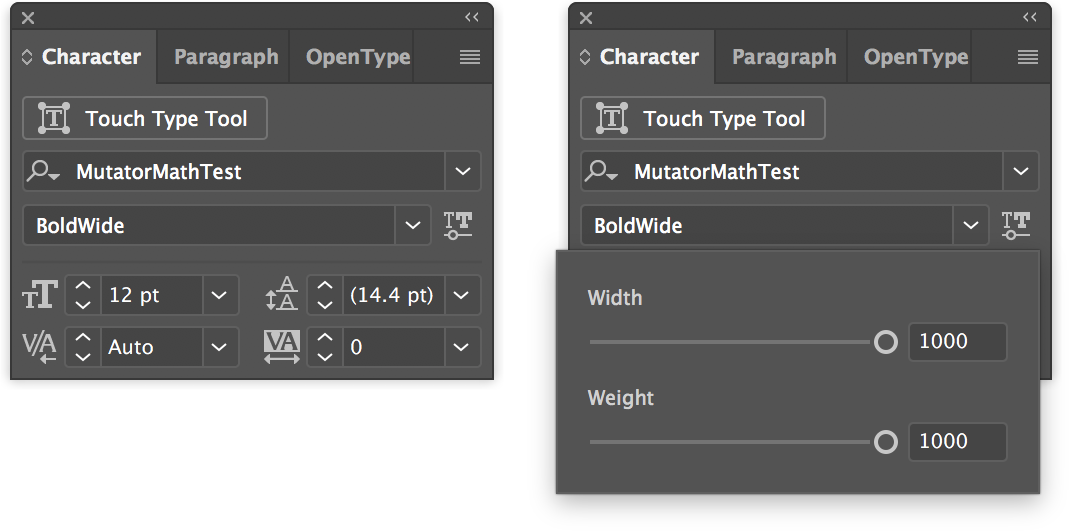 Character Paragraph OpenType
Touch Type Tool
MutatorMathTest
BoldWide
12 pt (14.4 pt)
Auto 0
Character Paragraph OpenType
Touch Type Tool
MutatorMathTest
BoldWide
Width
1000
Weight
1000